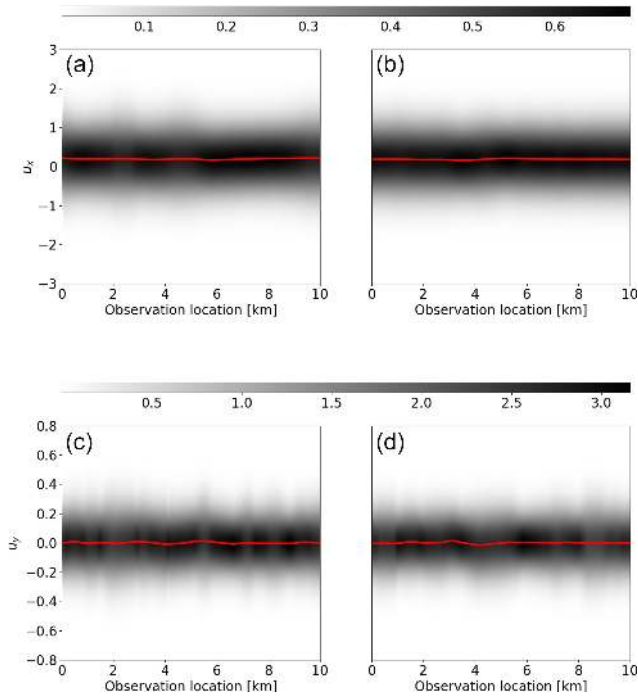 0.1 0.2 0.3 0.4 0.5 0.6
3 (a) (b)
2
1
0
−1
−2
−3
u_x
0 2 4 6 8 10 0 2 4 6 8 10
Observation location [km] Observation location [km]
0.5 1.0 1.5 2.0 2.5 3.0
0.8 (c) (d)
0.6
0.4
0.2
0.0
−0.2
−0.4
−0.6
−0.8
u_y
0 2 4 6 8 10 0 2 4 6 8 10
Observation location [km] Observation location [km]